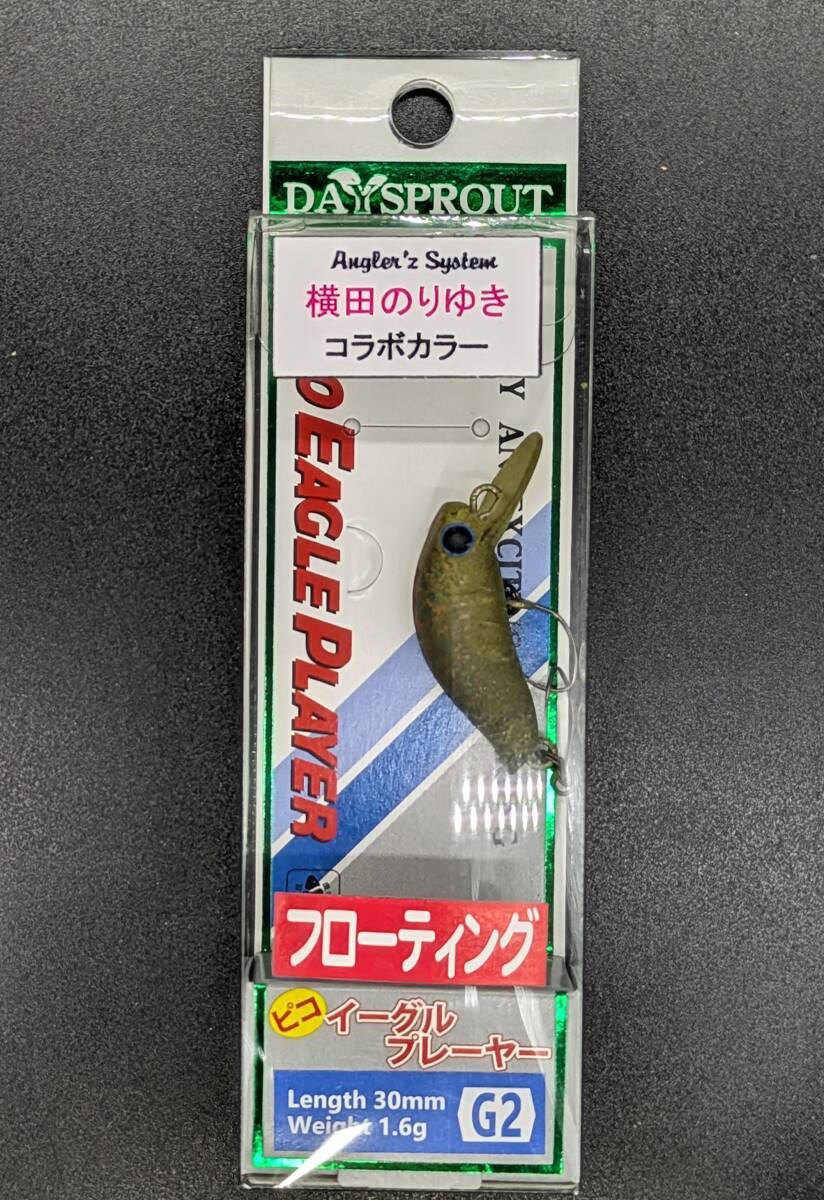 DAYSPROUT
Angler'z System
横田のりゆき
コラボカラー
O EAGLE PLAYER
フローティング
ピコ イーグル
プレーヤー
Length 30mm
Weight 1.6g
G2